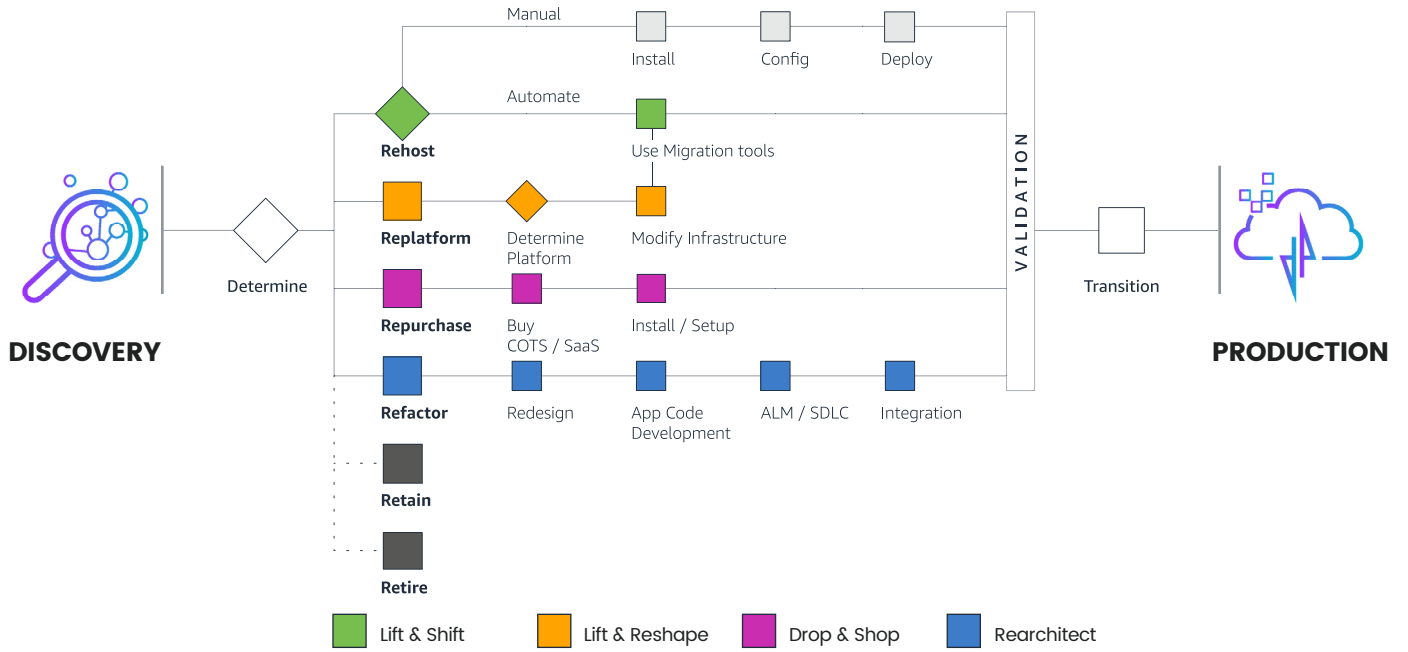 Manual
Install
Config
Deploy
Automate
Rehost
Use Migration tools
Replatform
Determine
Platform
Modify Infrastructure
VALIDATION
Determine
Transition
DISCOVERY
PRODUCTION
Repurchase
Buy
COTS / SaaS
Install / Setup
Refactor
Redesign
App Code
Development
ALM / SDLC
Integration
Retain
Retire
Lift & Shift
Lift & Reshape
Drop & Shop
Rearchitect